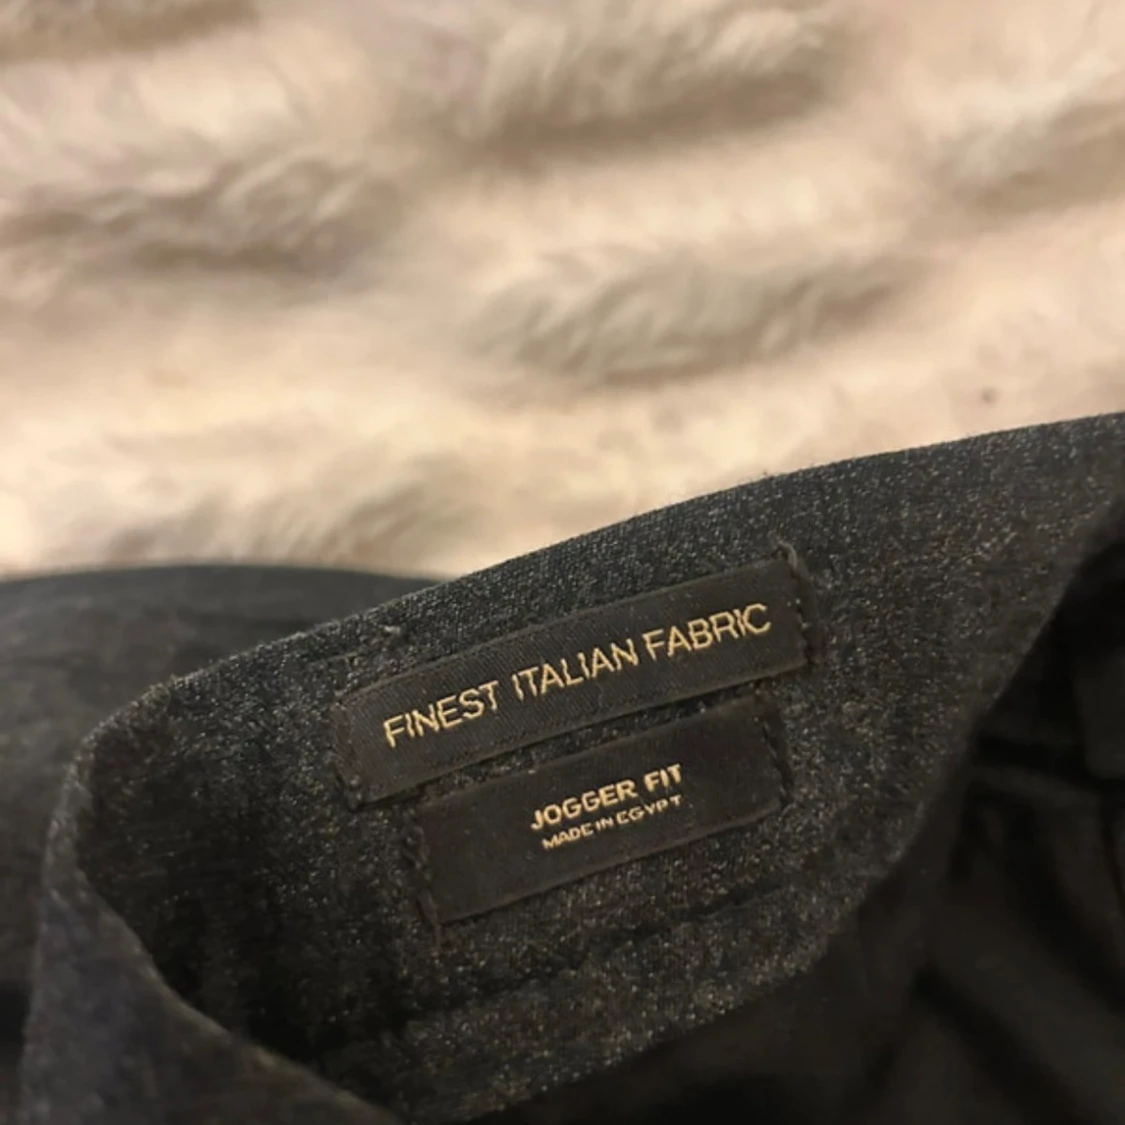 FINEST ITALIAN FABRIC
JOGGER FIT
MADE IN EGYPT